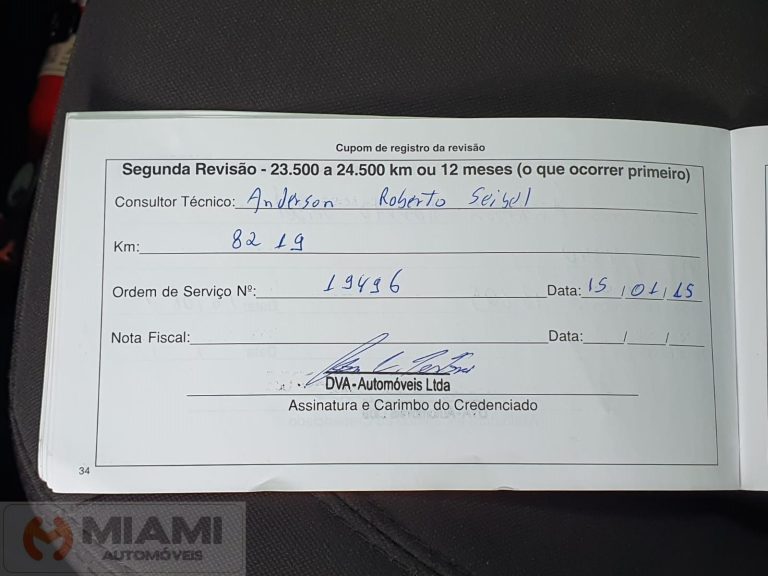 Cupom de registro da revisão
Segunda Revisão - 23.500 a 24.500 km ou 12 meses (o que ocorrer primeiro)
Consultor Técnico: Anderson Roberto Seibel
Km: 82 19
Ordem de Serviço Nº: 19496 Data: 15 / 01 / 15
Nota Fiscal: Data: / /
DVA-Automóveis Ltda
Assinatura e Carimbo do Credenciado
34
MIAMI
AUTOMÓVEIS